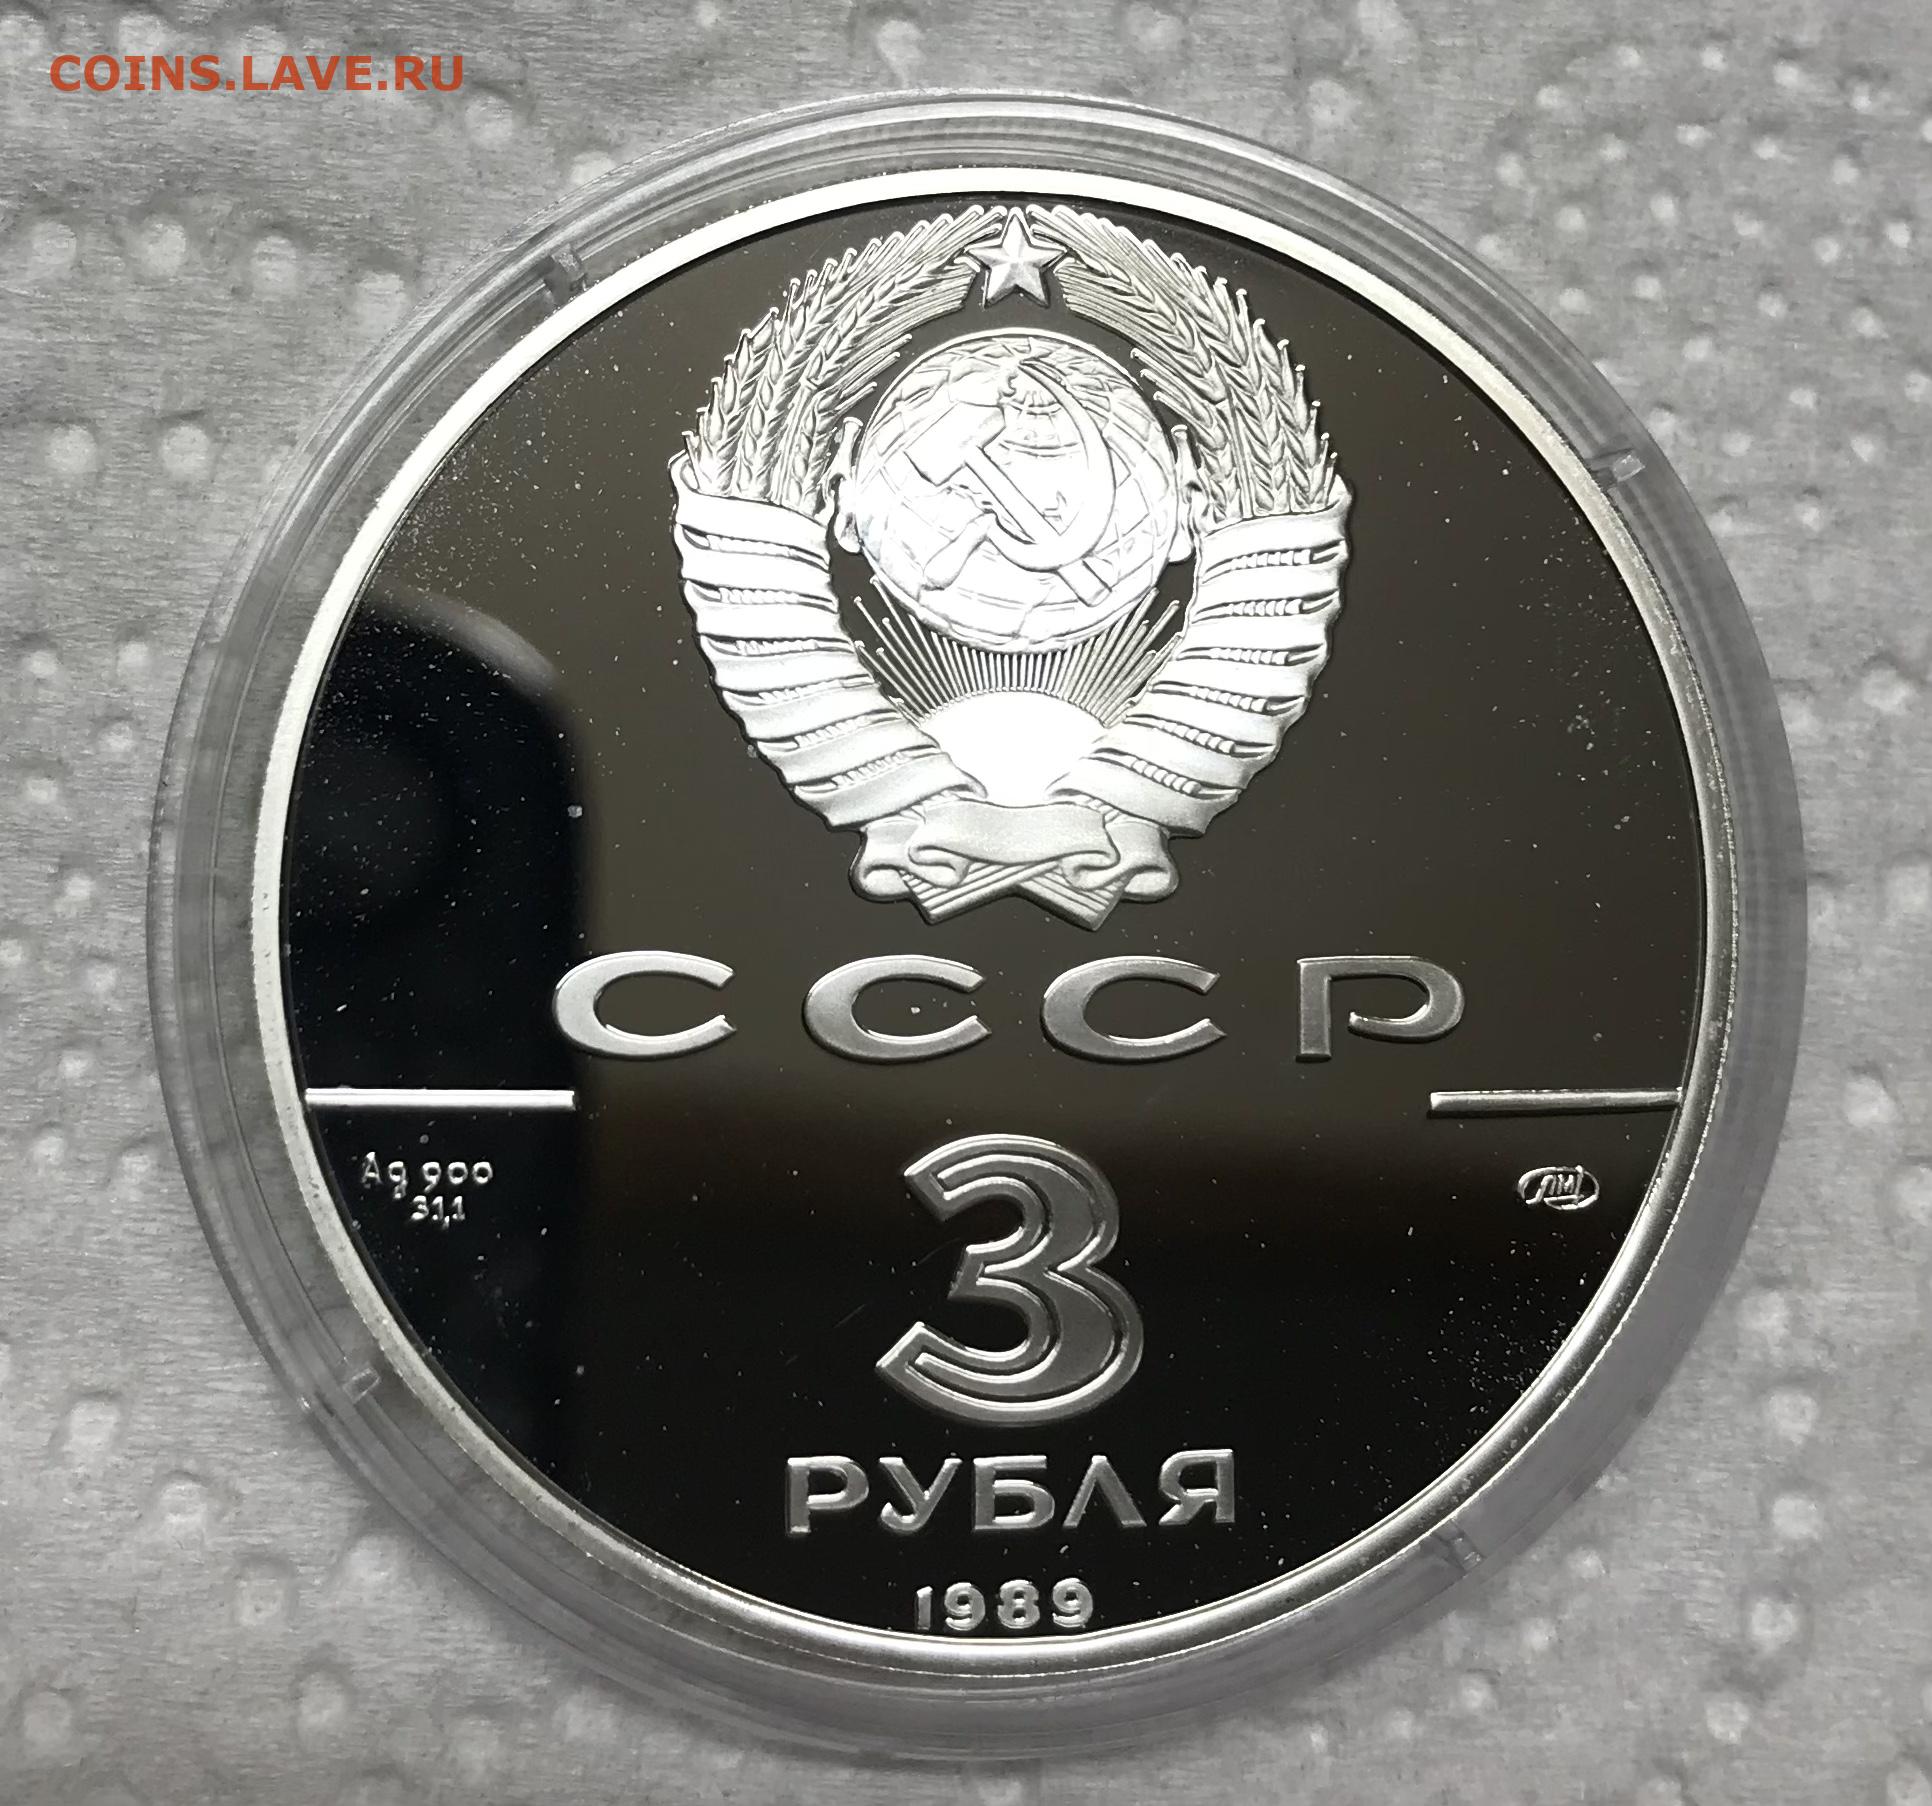 COINS.LAVE.RU
СССР
Ag 900
31,1
ЛМД
3
РУБЛЯ
1989